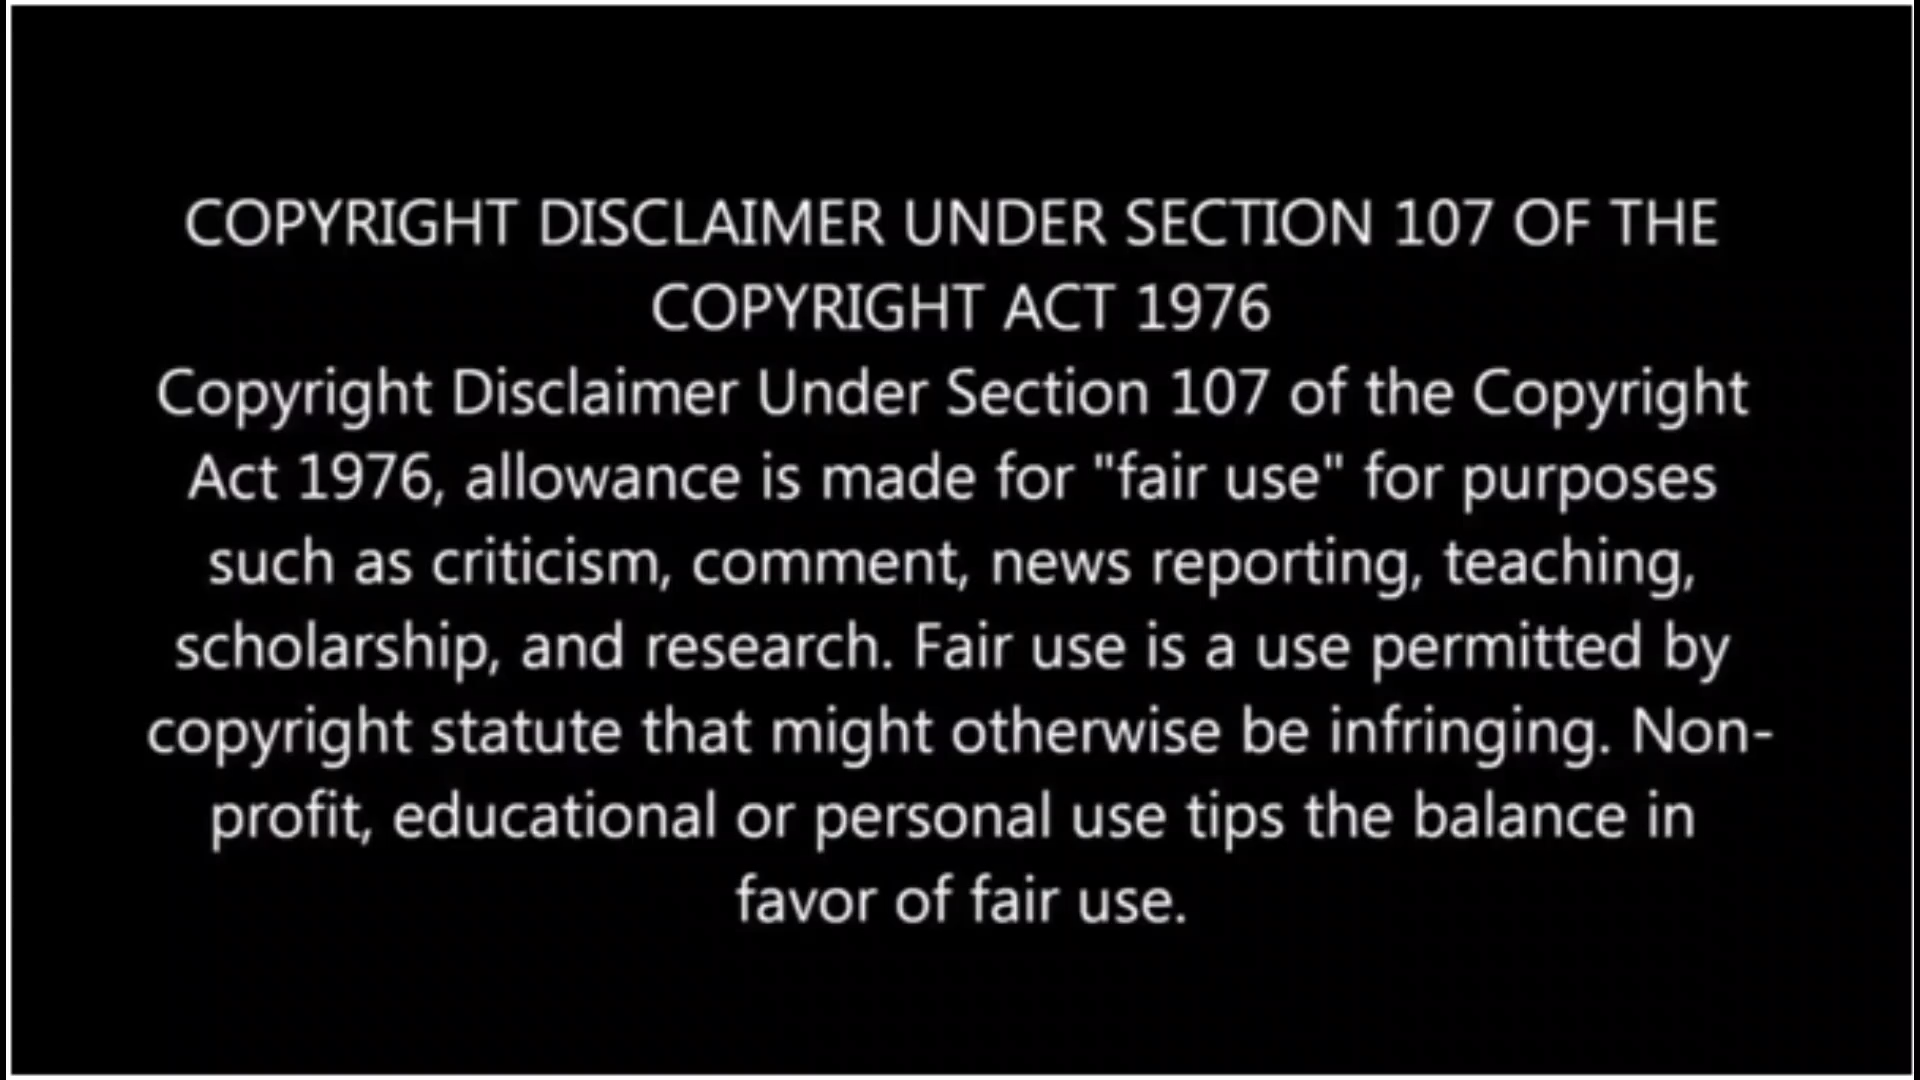 COPYRIGHT DISCLAIMER UNDER SECTION 107 OF THE
COPYRIGHT ACT 1976
Copyright Disclaimer Under Section 107 of the Copyright
Act 1976, allowance is made for "fair use" for purposes
such as criticism, comment, news reporting, teaching,
scholarship, and research. Fair use is a use permitted by
copyright statute that might otherwise be infringing. Non-
profit, educational or personal use tips the balance in
favor of fair use.